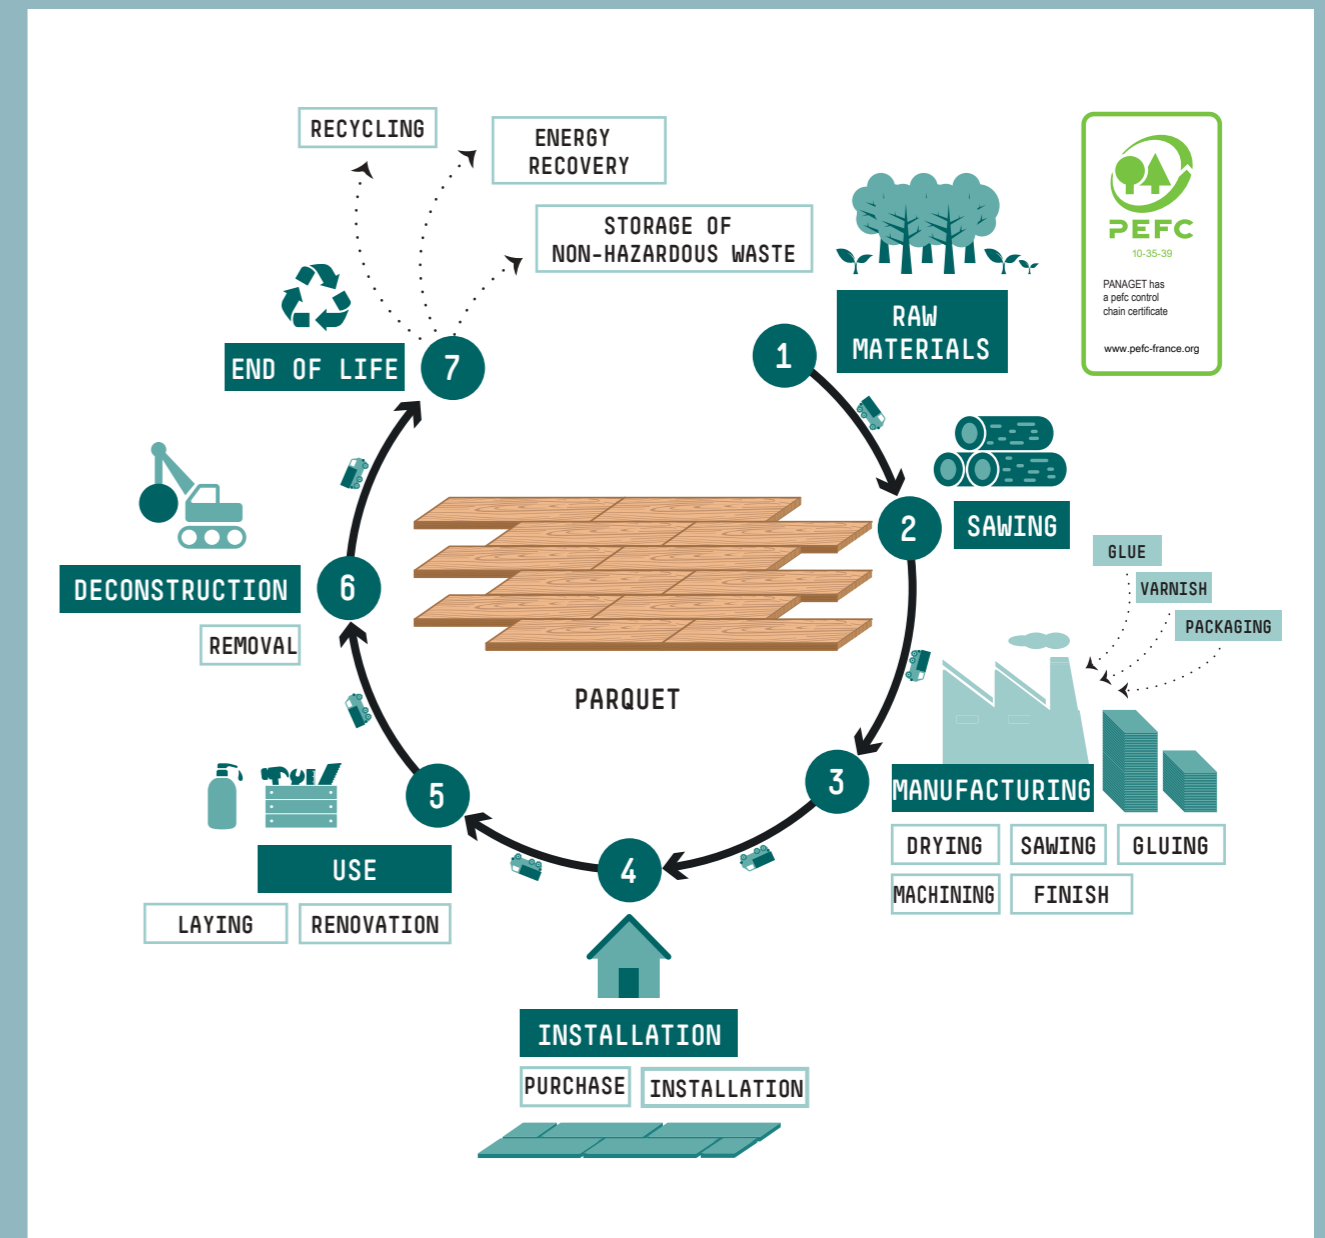 RECYCLING
ENERGY
RECOVERY
STORAGE OF
NON-HAZARDOUS WASTE
PEFC
10-35-39
PANAGET has
a pefc control
chain certificate
www.pefc-france.org
1
RAW
MATERIALS
END OF LIFE
7
2
SAWING
GLUE
VARNISH
PACKAGING
DECONSTRUCTION
6
REMOVAL
PARQUET
3
MANUFACTURING
DRYING
SAWING
GLUING
MACHINING
FINISH
5
USE
LAYING
RENOVATION
4
INSTALLATION
PURCHASE
INSTALLATION